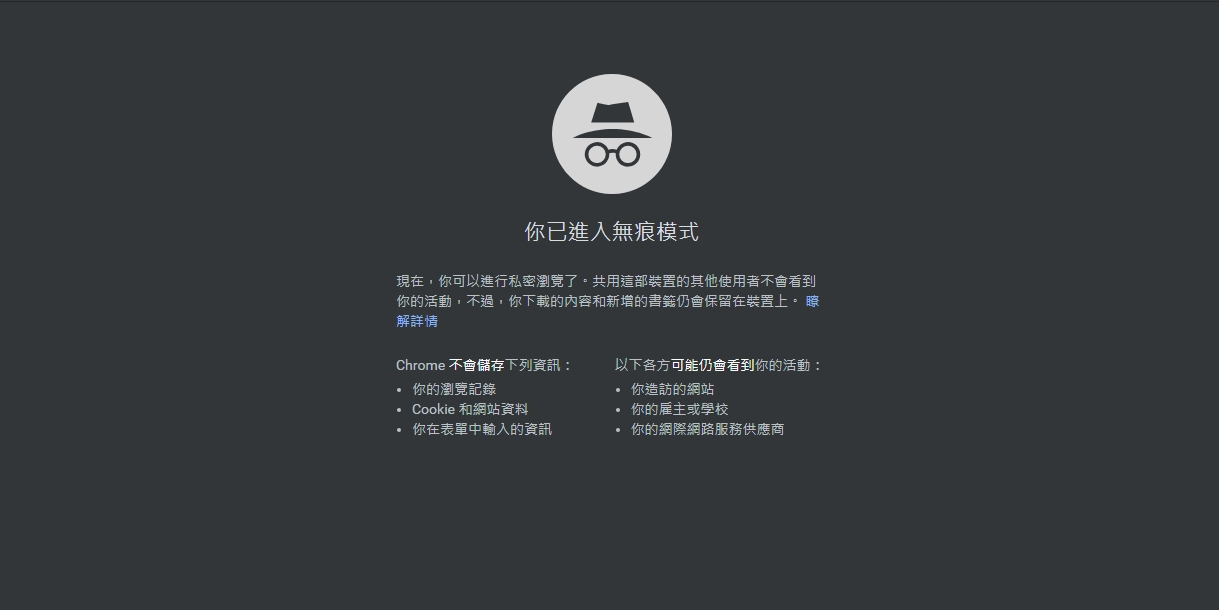 你已進入無痕模式
現在，你可以進行私密瀏覽了。共用這部裝置的其他使用者不會看到
你的活動，不過，你下載的內容和新增的書籤仍會保留在裝置上。 瞭
解詳情
Chrome 不會儲存下列資訊：
你的瀏覽記錄
Cookie 和網站資料
你在表單中輸入的資訊
以下各方可能仍會看到你的活動：
你造訪的網站
你的雇主或學校
你的網際網路服務供應商